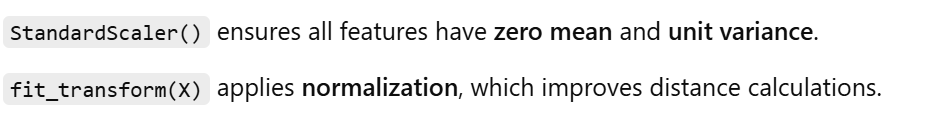 StandardScaler() ensures all features have zero mean and unit variance.
fit_transform(X) applies normalization, which improves distance calculations.